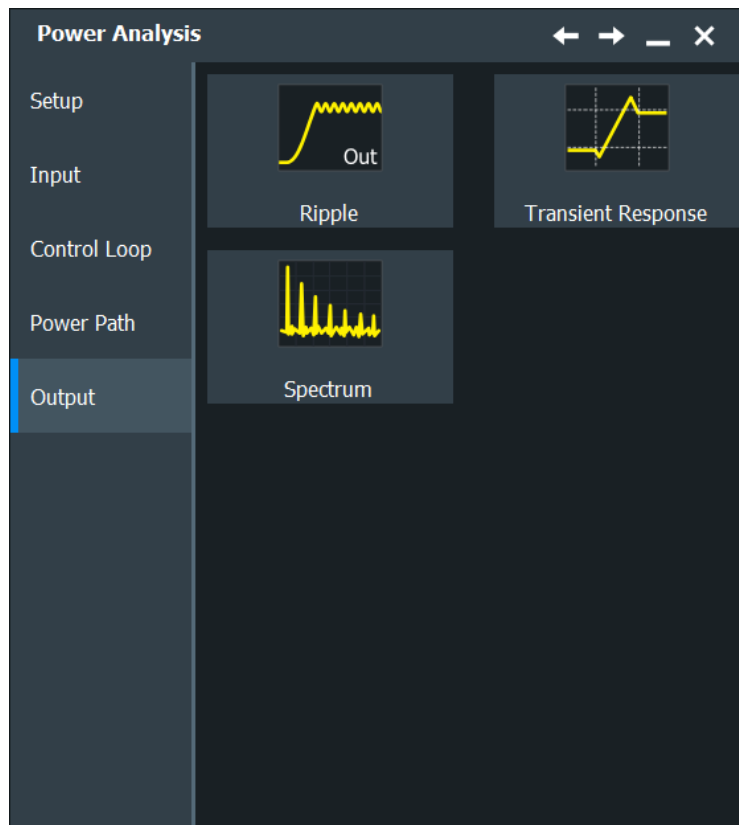 Power Analysis
Setup
Input
Control Loop
Power Path
Output
Out
Ripple
Transient Response
Spectrum